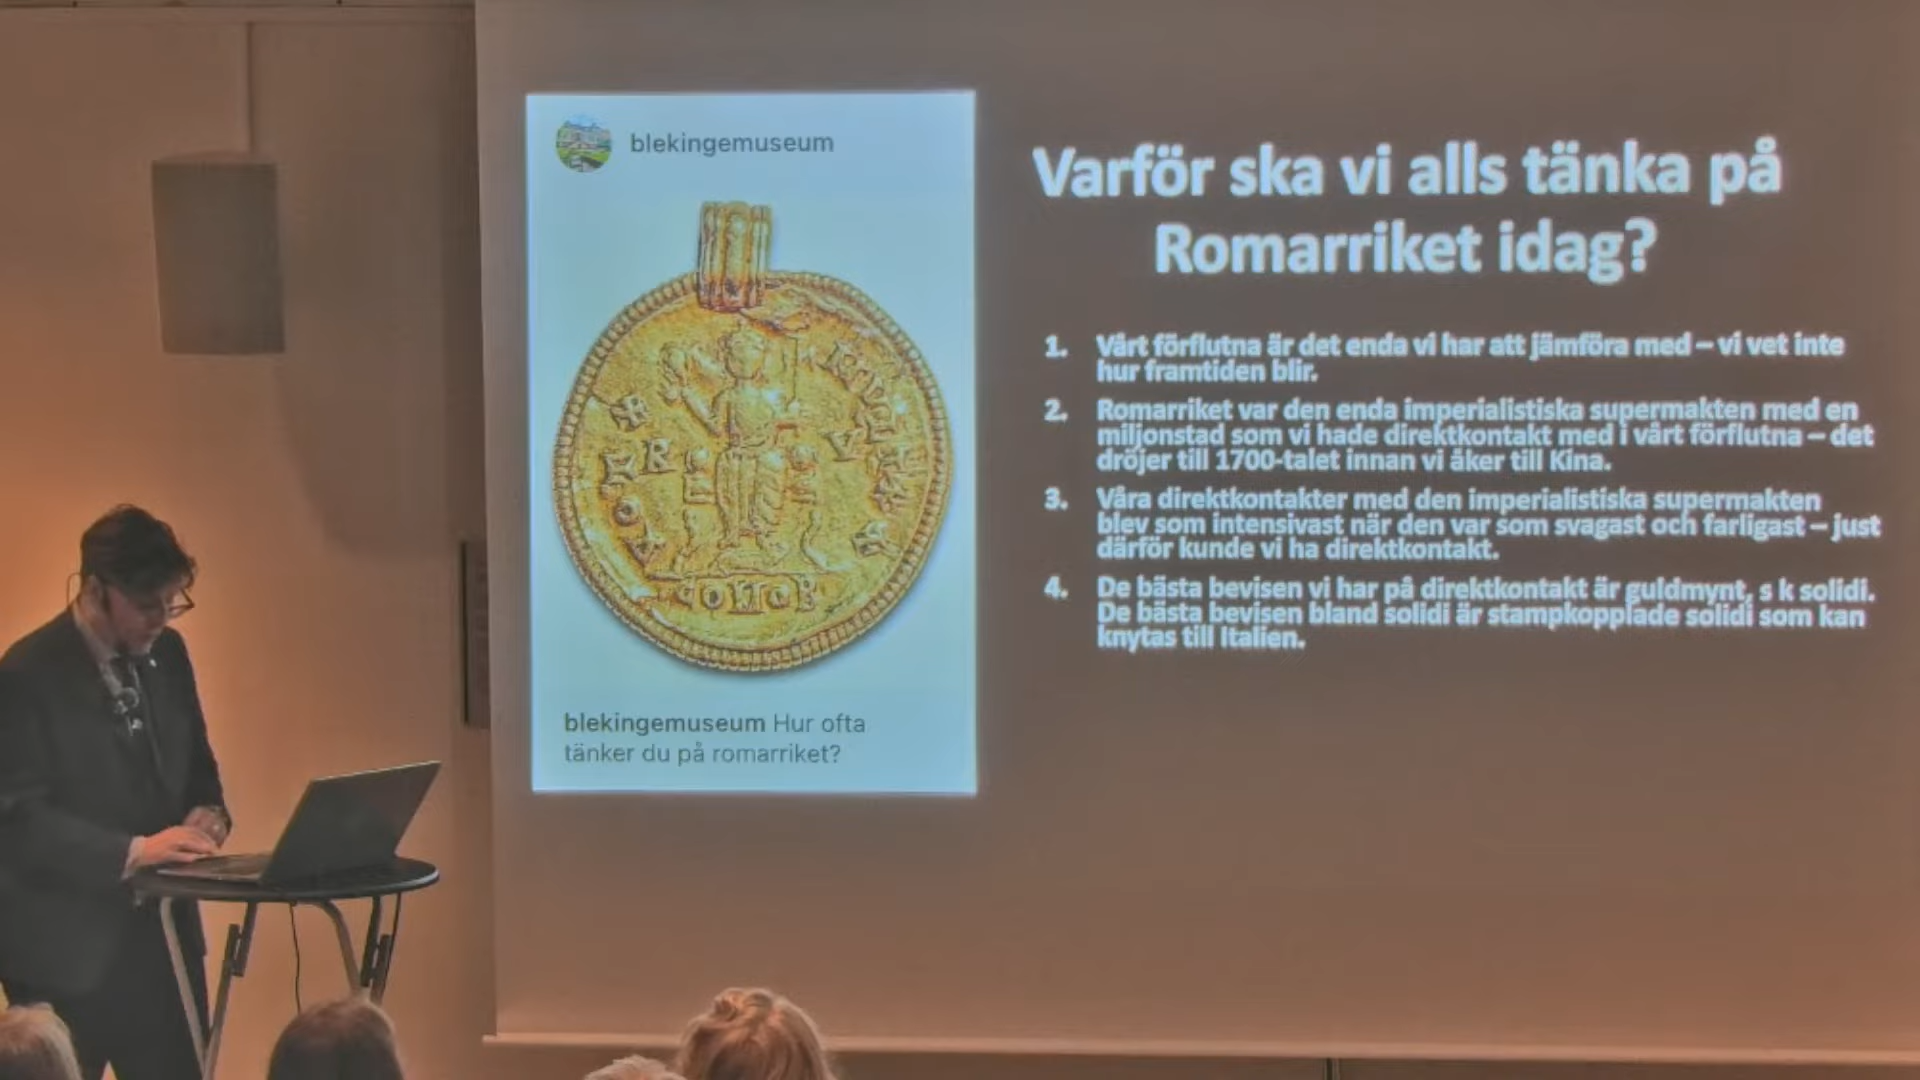 blekingemuseum
Varför ska vi alls tänka på
Romarriket idag?
1. Vårt förflutna är det enda vi har att jämföra med – vi vet inte
hur framtiden blir.
2. Romarriket var den enda imperialistiska supermakten med en
miljonstad som vi hade direktkontakt med i vårt förflutna – det
dröjer till 1700-talet innan vi åker till Kina.
3. Våra direktkontakter med den imperialistiska supermakten
blev som intensivast när den var som svagast och farligast – just
därför kunde vi ha direktkontakt.
4. De bästa bevisen vi har på direktkontakt är guldmynt, s k solidi.
De bästa bevisen bland solidi är stampkopplade solidi som kan
knytas till Italien.
R V
COMOB
blekingemuseum Hur ofta
tänker du på romarriket?